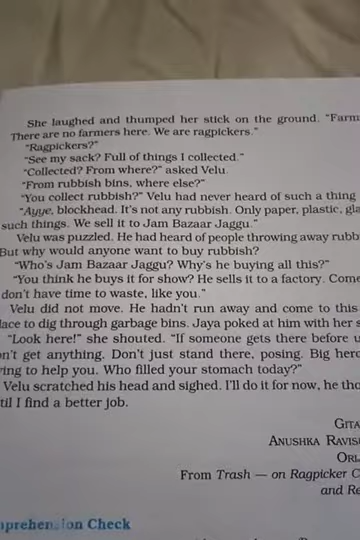 She laughed and thumped her stick on the ground. "Farm
There are no farmers here. We are ragpickers."
"Ragpickers?"
"See my sack? Full of things I collected."
"Collected? From where?" asked Velu.
"From rubbish bins, where else?"
"You collect rubbish?" Velu had never heard of such a thing
"Ayye, blockhead. It's not any rubbish. Only paper, plastic, gla
such things. We sell it to Jam Bazaar Jaggu."
Velu was puzzled. He had heard of people throwing away rubb
But why would anyone want to buy rubbish?
"Who's Jam Bazaar Jaggu? Why's he buying all this?"
"You think he buys it for show? He sells it to a factory. Come
don't have time to waste, like you."
Velu did not move. He hadn't run away and come to this
lace to dig through garbage bins. Jaya poked at him with her s
"Look here!" she shouted. "If someone gets there before u
on't get anything. Don't just stand there, posing. Big hero
ying to help you. Who filled your stomach today?"
Velu scratched his head and sighed. I'll do it for now, he tho
til I find a better job.
GITA
ANUSHKA RAVIS
ORI
From Trash — on Ragpicker C
and Re
prehension Check